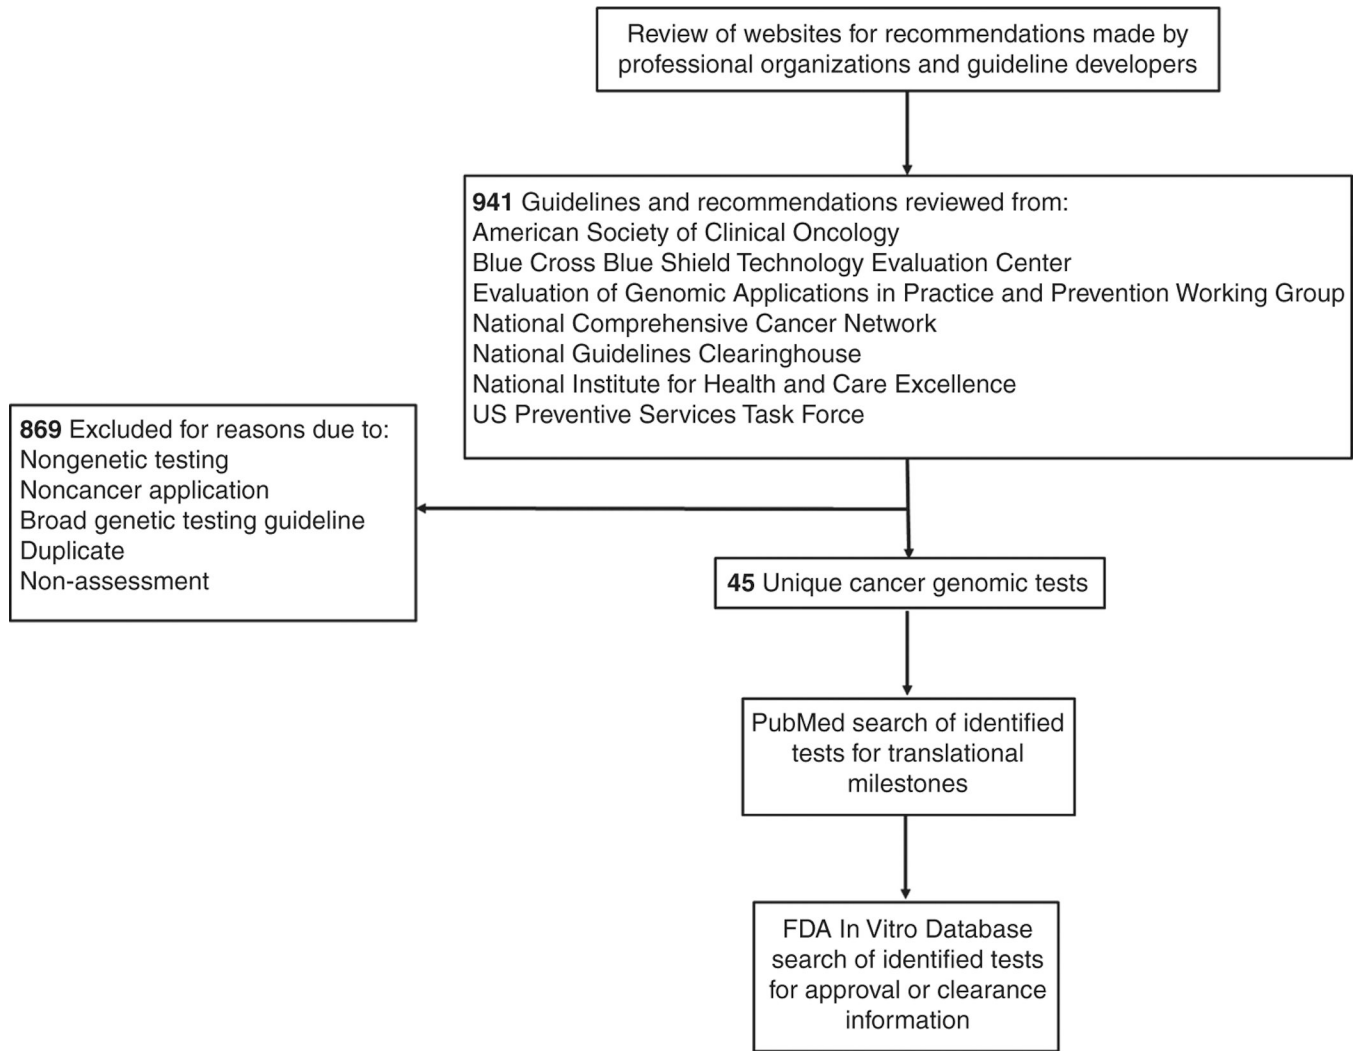 Review of websites for recommendations made by
professional organizations and guideline developers
941 Guidelines and recommendations reviewed from:
American Society of Clinical Oncology
Blue Cross Blue Shield Technology Evaluation Center
Evaluation of Genomic Applications in Practice and Prevention Working Group
National Comprehensive Cancer Network
National Guidelines Clearinghouse
National Institute for Health and Care Excellence
US Preventive Services Task Force
869 Excluded for reasons due to:
Nongenetic testing
Noncancer application
Broad genetic testing guideline
Duplicate
Non-assessment
45 Unique cancer genomic tests
PubMed search of identified
tests for translational
milestones
FDA In Vitro Database
search of identified tests
for approval or clearance
information